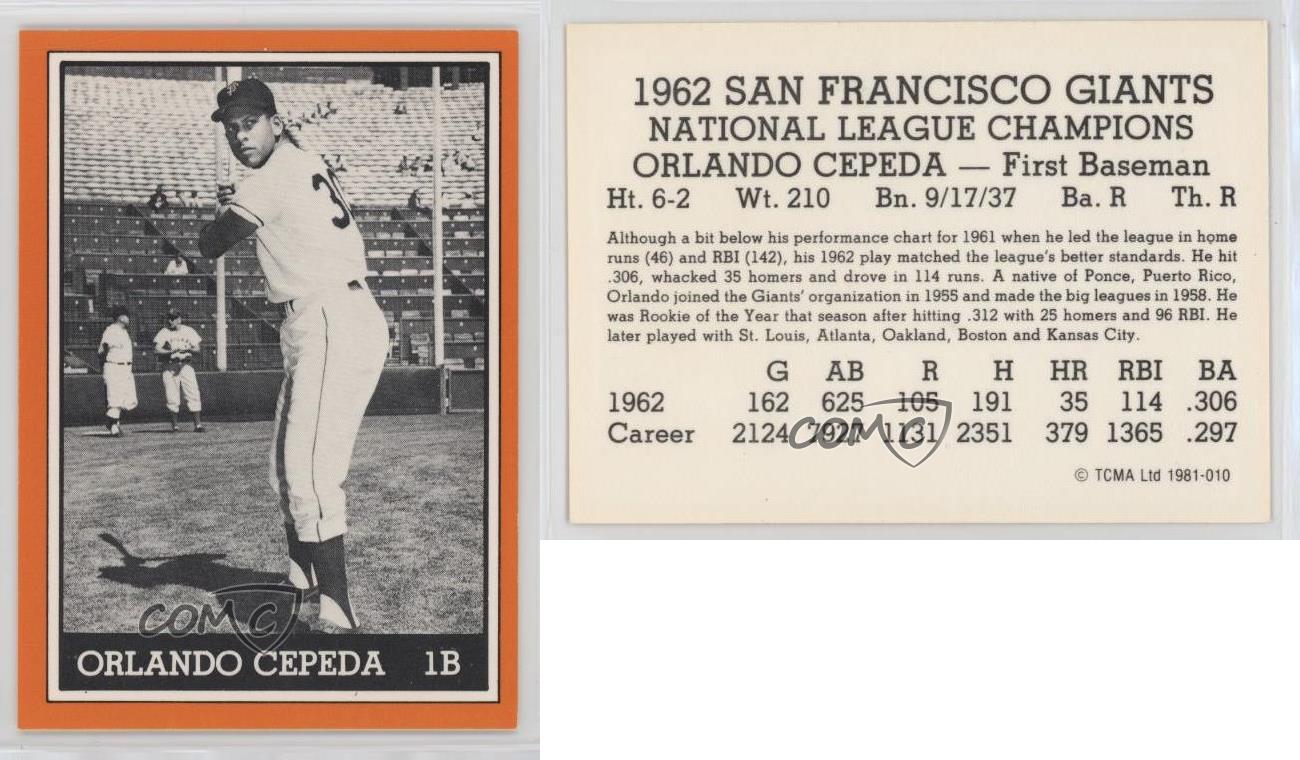 ORLANDO CEPEDA 1B
COMC
1962 SAN FRANCISCO GIANTS
NATIONAL LEAGUE CHAMPIONS
ORLANDO CEPEDA — First Baseman
Ht. 6-2 Wt. 210 Bn. 9/17/37 Ba. R Th. R
Although a bit below his performance chart for 1961 when he led the league in home
runs (46) and RBI (142), his 1962 play matched the league's better standards. He hit
.306, whacked 35 homers and drove in 114 runs. A native of Ponce, Puerto Rico,
Orlando joined the Giants' organization in 1955 and made the big leagues in 1958. He
was Rookie of the Year that season after hitting .312 with 25 homers and 96 RBI. He
later played with St. Louis, Atlanta, Oakland, Boston and Kansas City.
G AB R H HR RBI BA
1962 162 625 105 191 35 114 .306
Career 2124 7927 1131 2351 379 1365 .297
COMC
© TCMA Ltd 1981-010